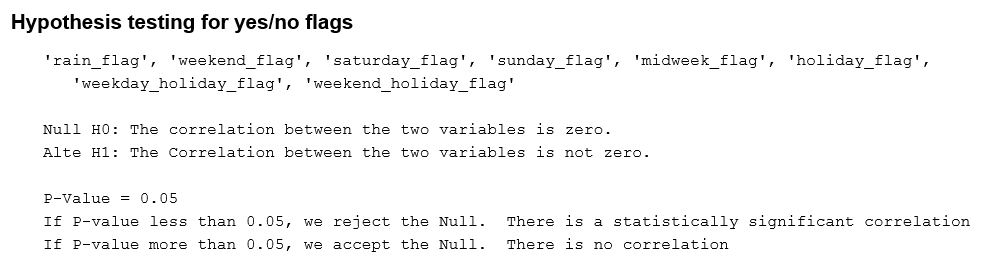 Hypothesis testing for yes/no flags
'rain_flag', 'weekend_flag', 'saturday_flag', 'sunday_flag', 'midweek_flag', 'holiday_flag',
'weekday_holiday_flag', 'weekend_holiday_flag'
Null H0: The correlation between the two variables is zero.
Alte H1: The Correlation between the two variables is not zero.
P-Value = 0.05
If P-value less than 0.05, we reject the Null.  There is a statistically significant correlation
If P-value more than 0.05, we accept the Null.  There is no correlation